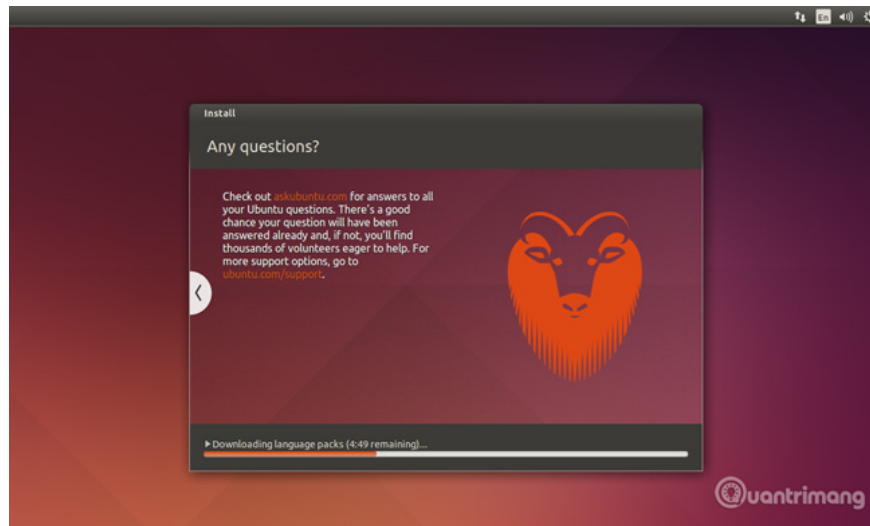 En
Install
Any questions?
Check out askubuntu.com for answers to all
your Ubuntu questions. There's a good
chance your question will have been
answered already and, if not, you'll find
thousands of volunteers eager to help. For
more support options, go to
ubuntu.com/support.
Downloading language packs (4:49 remaining)...
Quantrimang